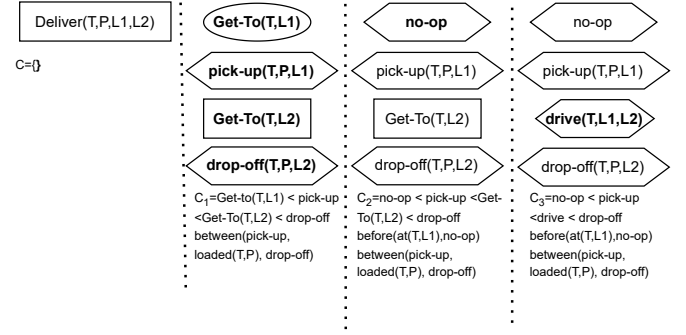 Deliver(T,P,L1,L2)
C={}
Get-To(T,L1)
pick-up(T,P,L1)
Get-To(T,L2)
drop-off(T,P,L2)
C₁=Get-to(T,L1) < pick-up
<Get-To(T,L2) < drop-off
between(pick-up,
loaded(T,P), drop-off)
no-op
pick-up(T,P,L1)
Get-To(T,L2)
drop-off(T,P,L2)
C₂=no-op < pick-up <Get-
To(T,L2) < drop-off
before(at(T,L1),no-op)
between(pick-up,
loaded(T,P), drop-off)
no-op
pick-up(T,P,L1)
drive(T,L1,L2)
drop-off(T,P,L2)
C₃=no-op < pick-up
<drive < drop-off
before(at(T,L1),no-op)
between(pick-up,
loaded(T,P), drop-off)